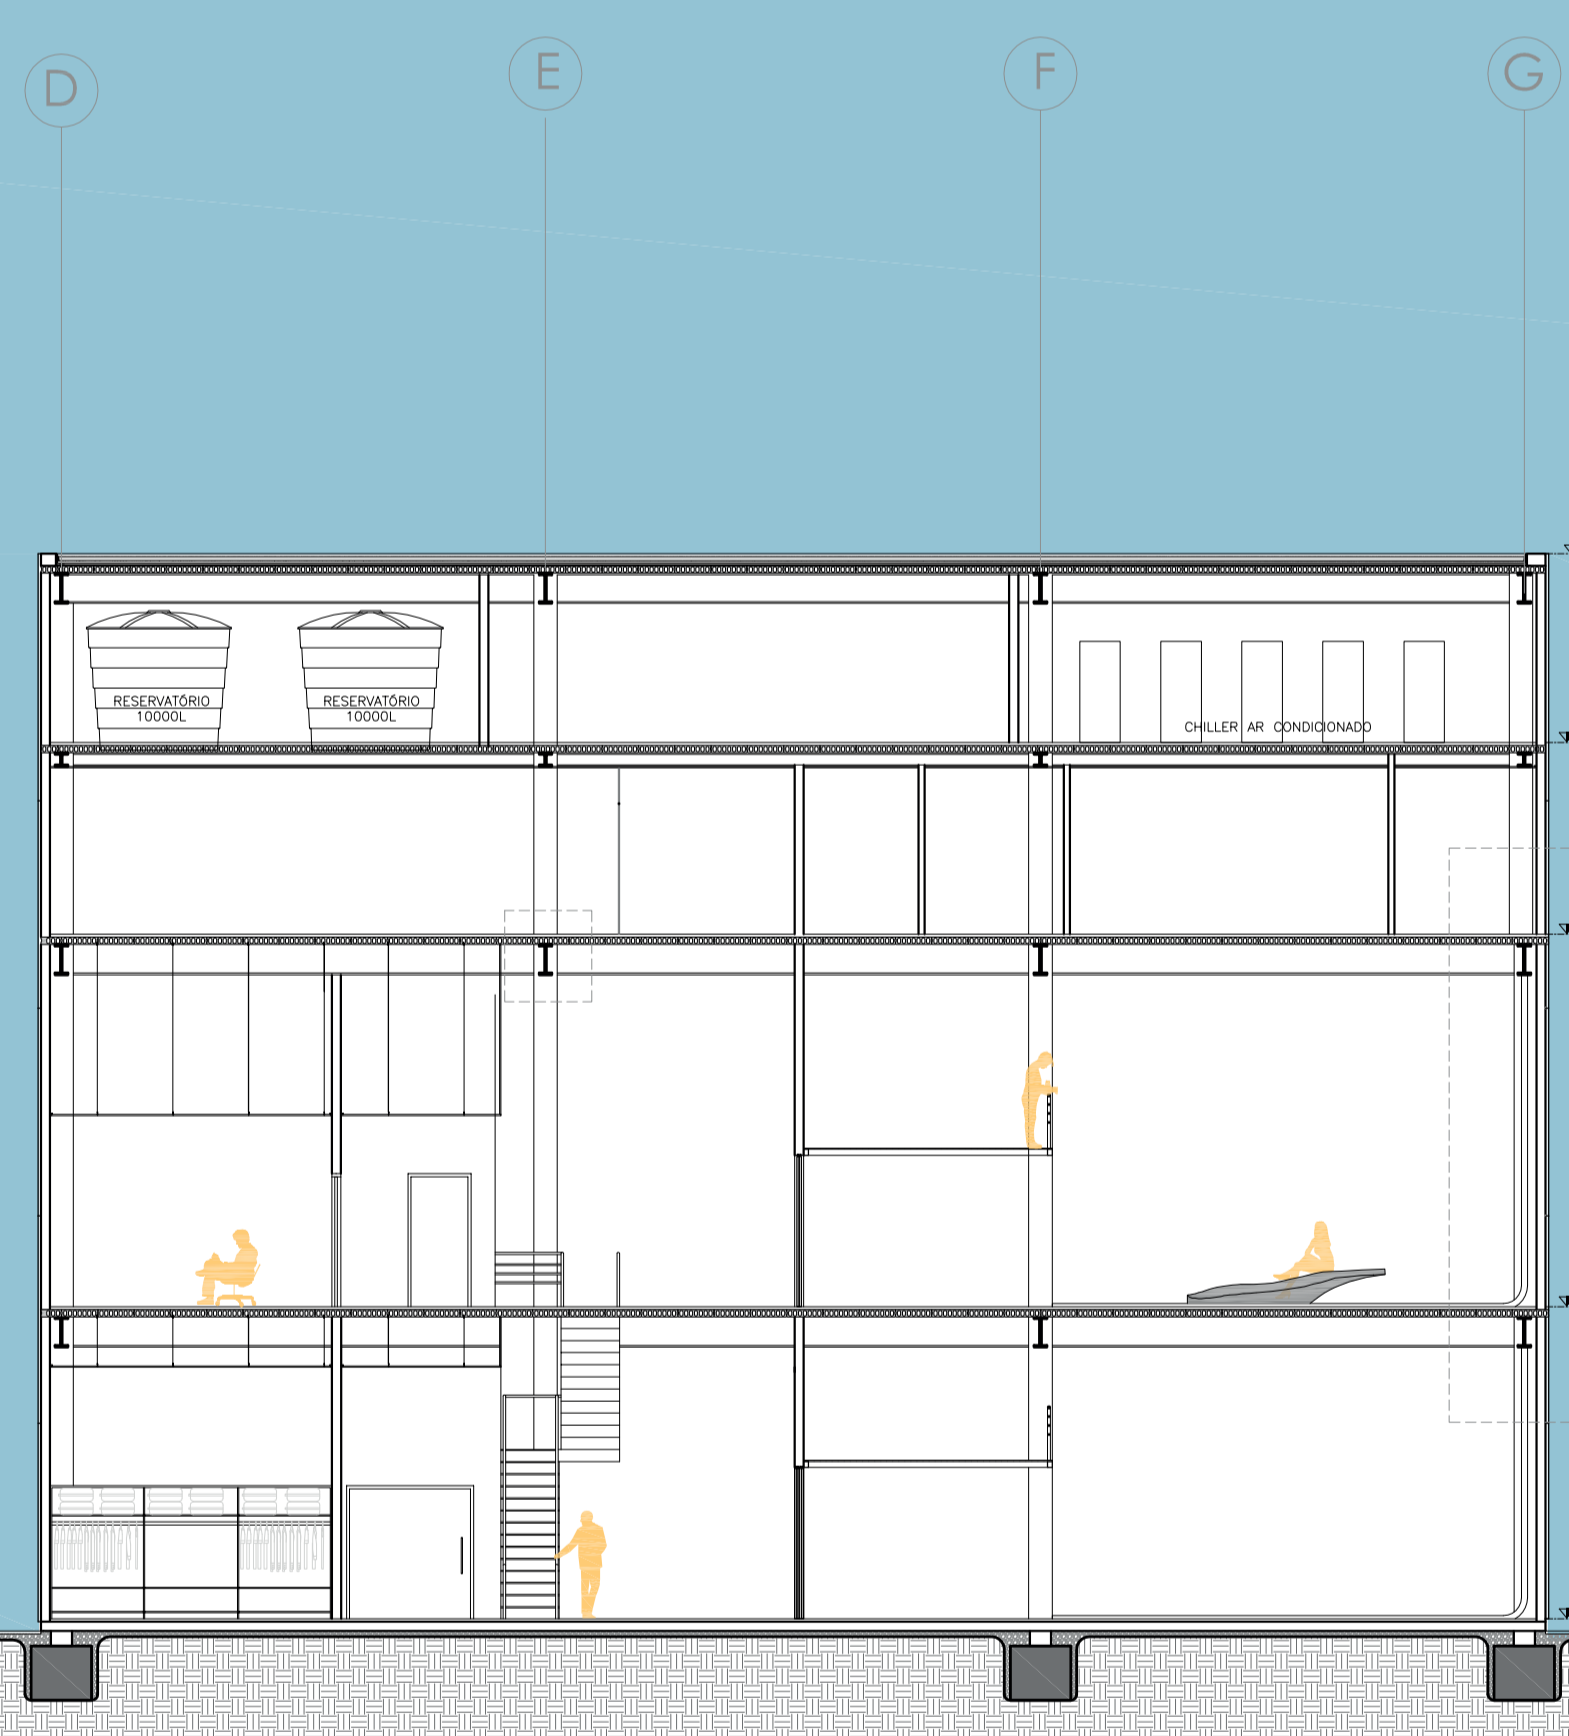 D
E
F
G
RESERVATÓRIO
10000L
RESERVATÓRIO
10000L
CHILLER AR CONDICIONADO